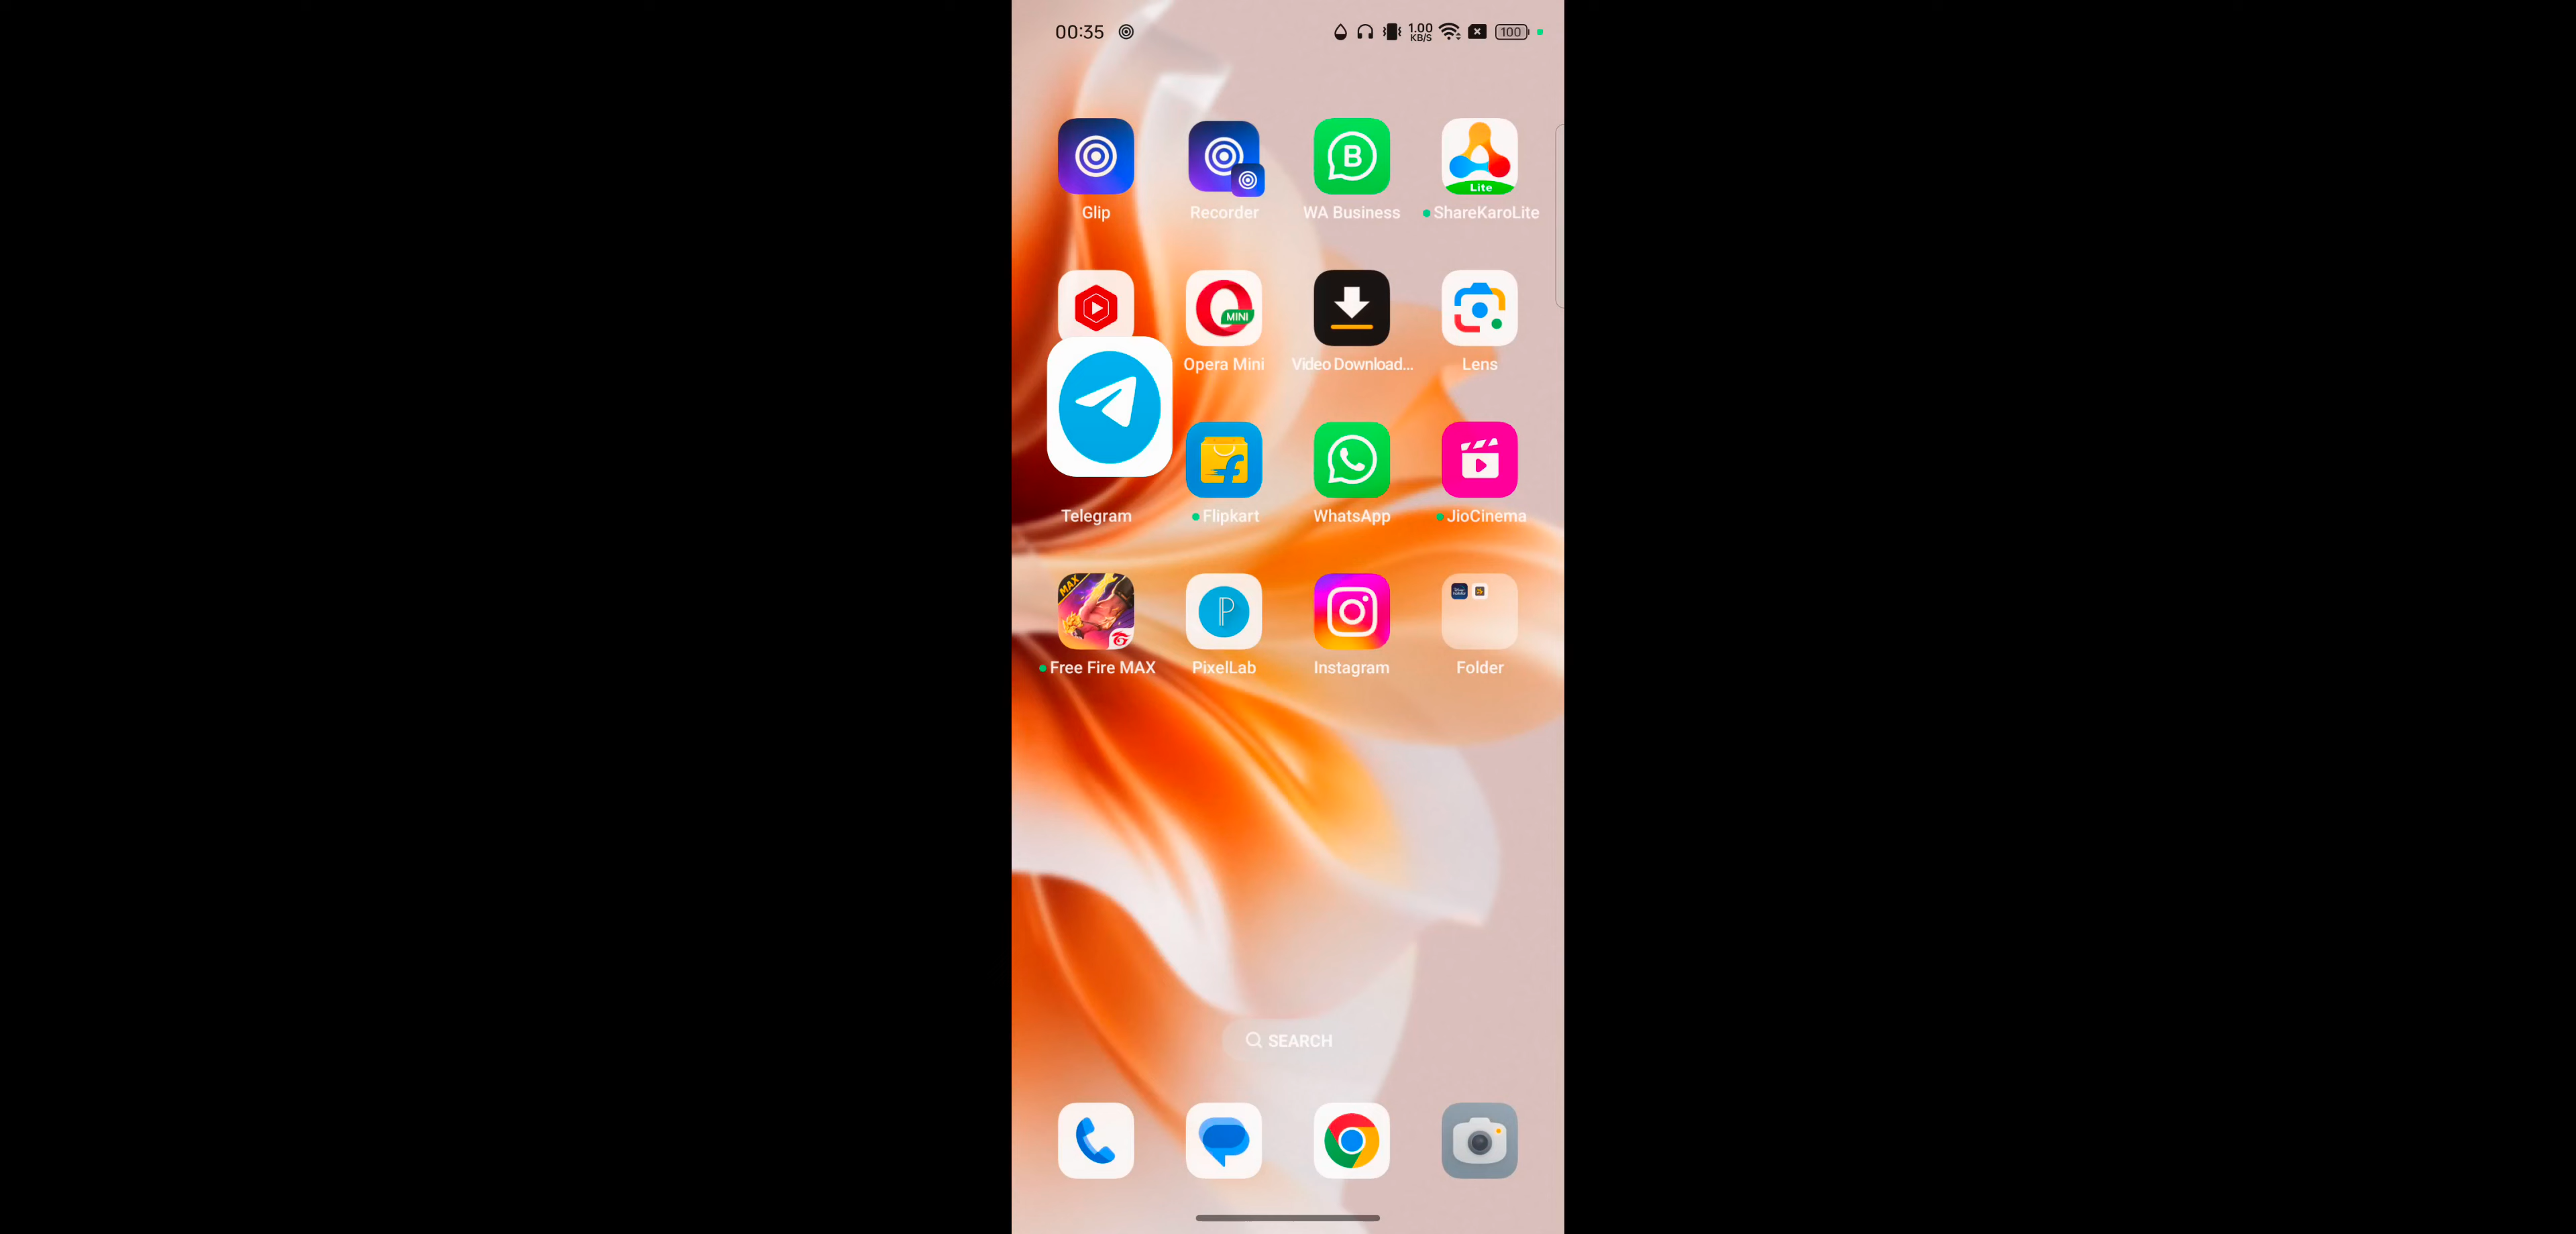 00:35
1.00
KB/S
100
B
Lite
Glip
Recorder
WA Business
ShareKaroLite
MINI
Opera Mini
Video Download...
Lens
Telegram
Flipkart
WhatsApp
JioCinema
MAX
P
Free Fire MAX
PixelLab
Instagram
Folder
SEARCH